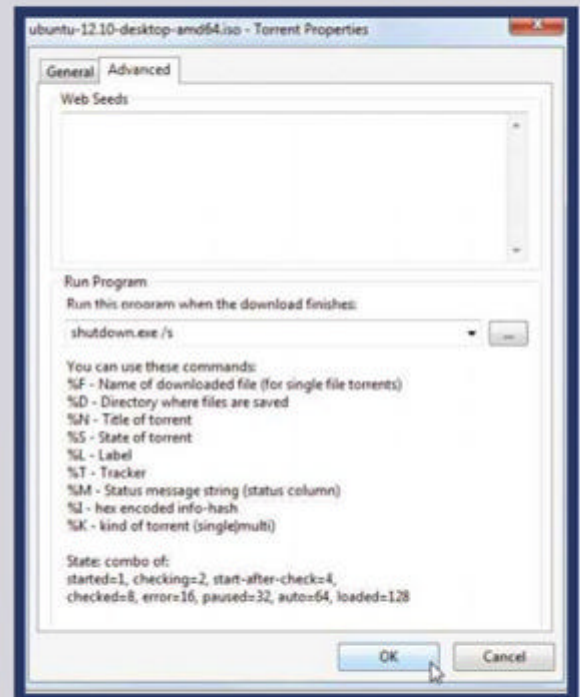 ubuntu-12.10-desktop-amd64.iso - Torrent Properties
General Advanced
Web Seeds
Run Program
Run this program when the download finishes:
shutdown.exe /s
...
You can use these commands:
%F - Name of downloaded file (for single file torrents)
%D - Directory where files are saved
%N - Title of torrent
%S - State of torrent
%L - Label
%T - Tracker
%M - Status message string (status column)
%I - hex encoded info-hash
%K - kind of torrent (single|multi)
State: combo of:
started=1, checking=2, start-after-check=4,
checked=8, error=16, paused=32, auto=64, loaded=128
OK Cancel